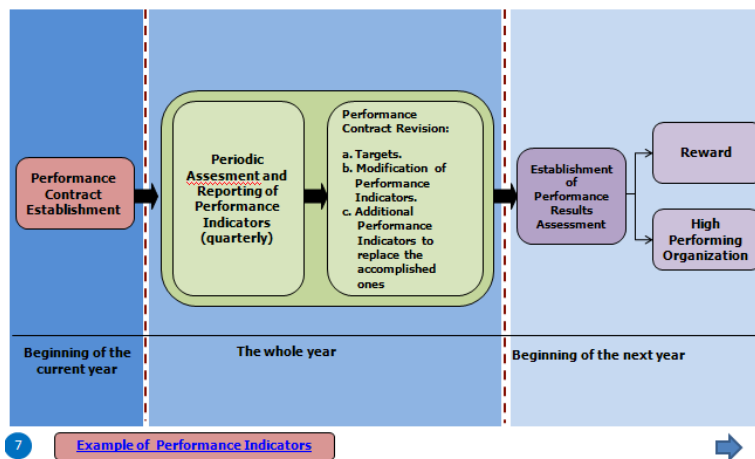 Performance
Contract
Establishment
Periodic
Assesment and
Reporting of
Performance
Indicators
(quarterly)
Performance
Contract Revision:
a. Targets.
b. Modification of
Performance
Indicators.
c. Additional
Performance
Indicators to
replace the
accomplished
ones
Establishment
of
Performance
Results
Assessment
Reward
High
Performing
Organization
Beginning of the
current year
The whole year
Beginning of the next year
7
Example of Performance Indicators